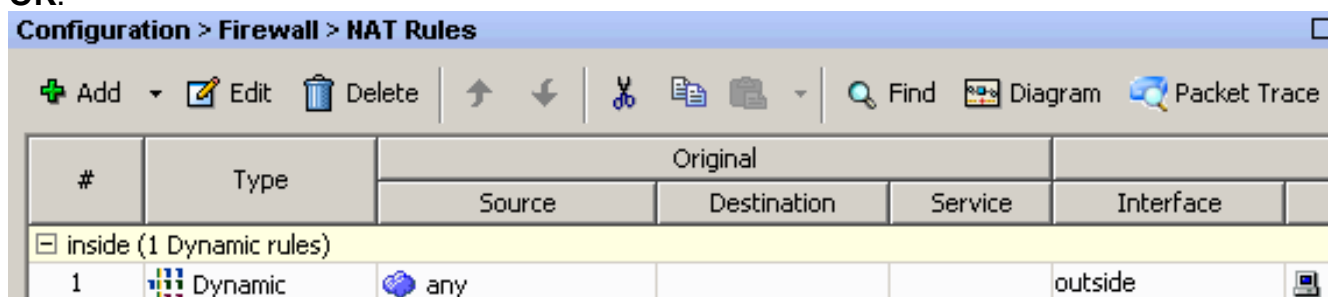 OK.
Configuration > Firewall > NAT Rules
Add Edit Delete Find Diagram Packet Trace
# Type Original
Source Destination Service Interface
inside (1 Dynamic rules)
1 Dynamic any outside